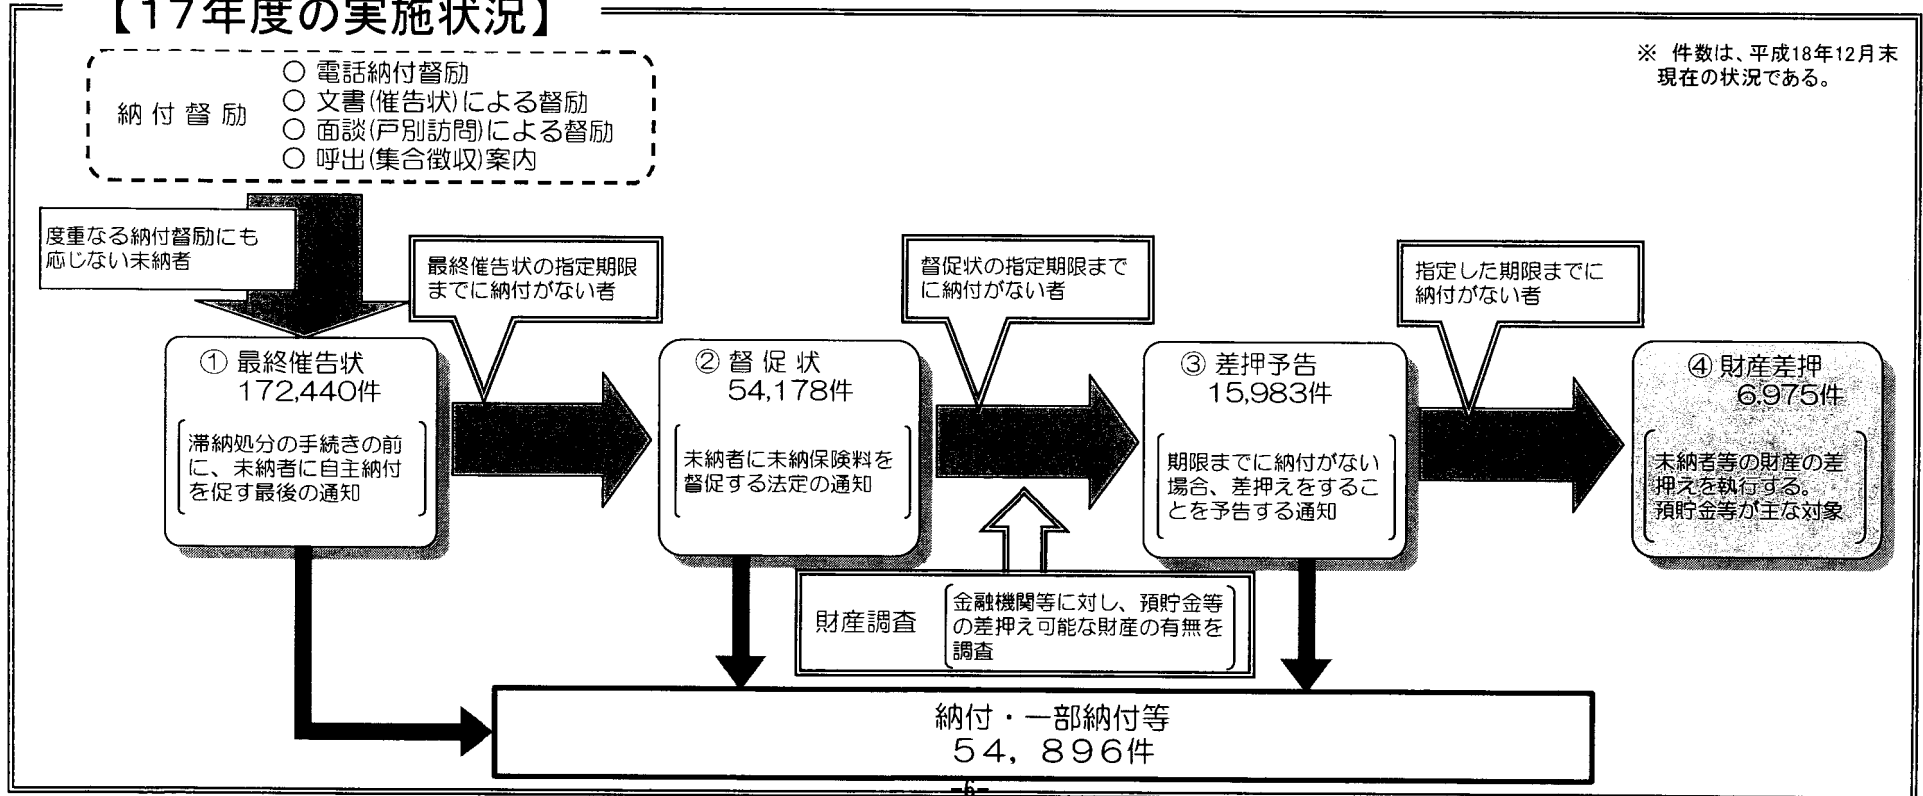 【17年度の実施状況】
※ 件数は、平成18年12月末
現在の状況である。
納付督励
○ 電話納付督励
○ 文書(催告状)による督励
○ 面談(戸別訪問)による督励
○ 呼出(集合徴収)案内
度重なる納付督励にも
応じない未納者
最終催告状の指定期限
までに納付がない者
督促状の指定期限まで
に納付がない者
指定した期限までに
納付がない者
① 最終催告状
172,440件
滞納処分の手続きの前
に、未納者に自主納付
を促す最後の通知
② 督促状
54,178件
未納者に未納保険料を
督促する法定の通知
③ 差押予告
15,983件
期限までに納付がない
場合、差押えをするこ
とを予告する通知
④ 財産差押
6,975件
未納者等の財産の差
押えを執行する。
預貯金等が主な対象
財産調査
金融機関等に対し、預貯金等
の差押え可能な財産の有無を
調査
納付・一部納付等
54,896件
-6-